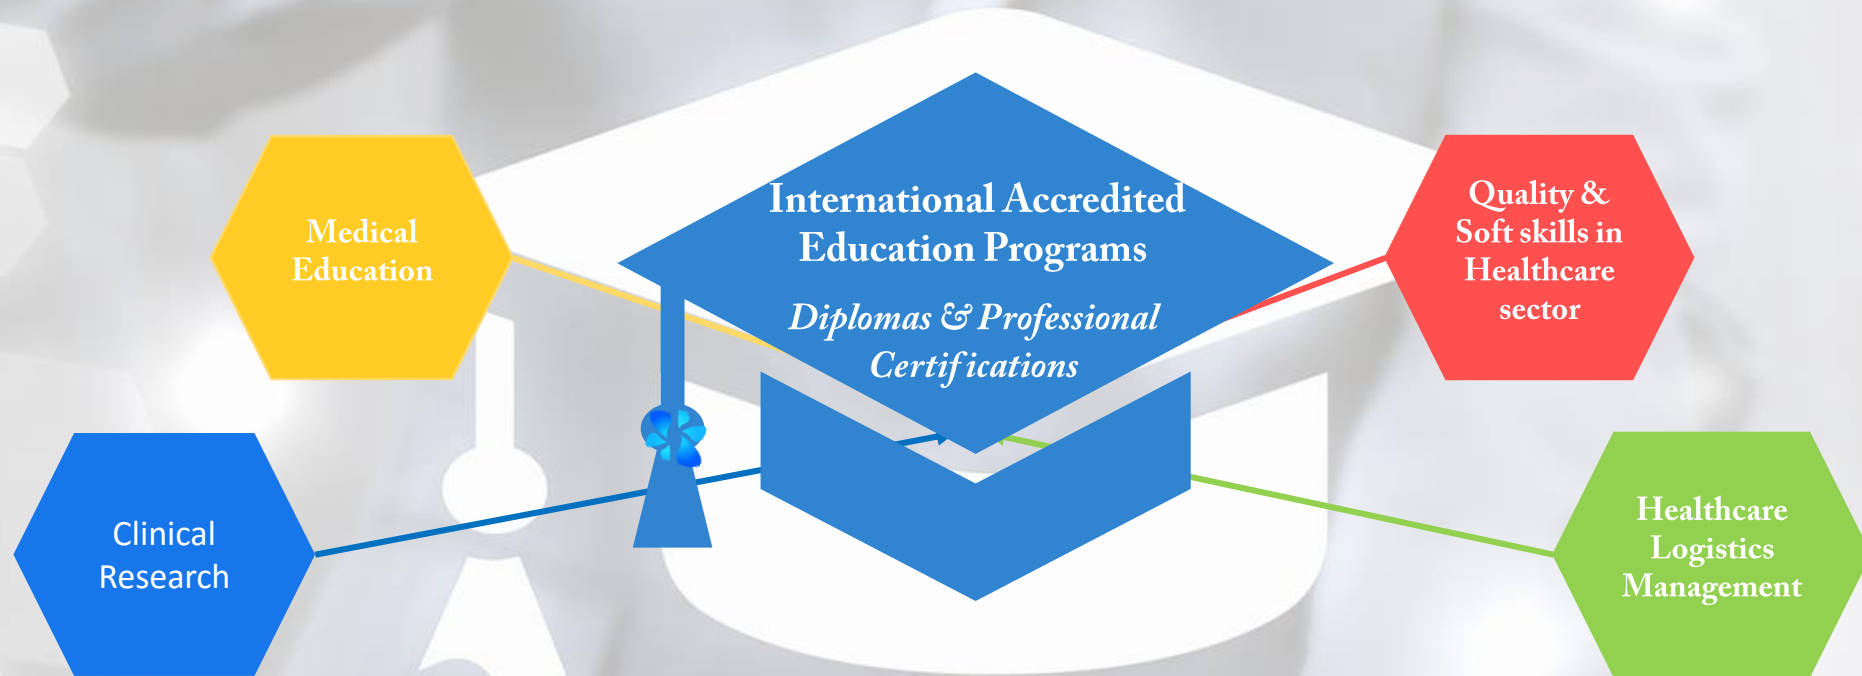 International Accredited
Education Programs
Diplomas & Professional
Certifications
Medical
Education
Quality &
Soft skills in
Healthcare
sector
Clinical
Research
Healthcare
Logistics
Management